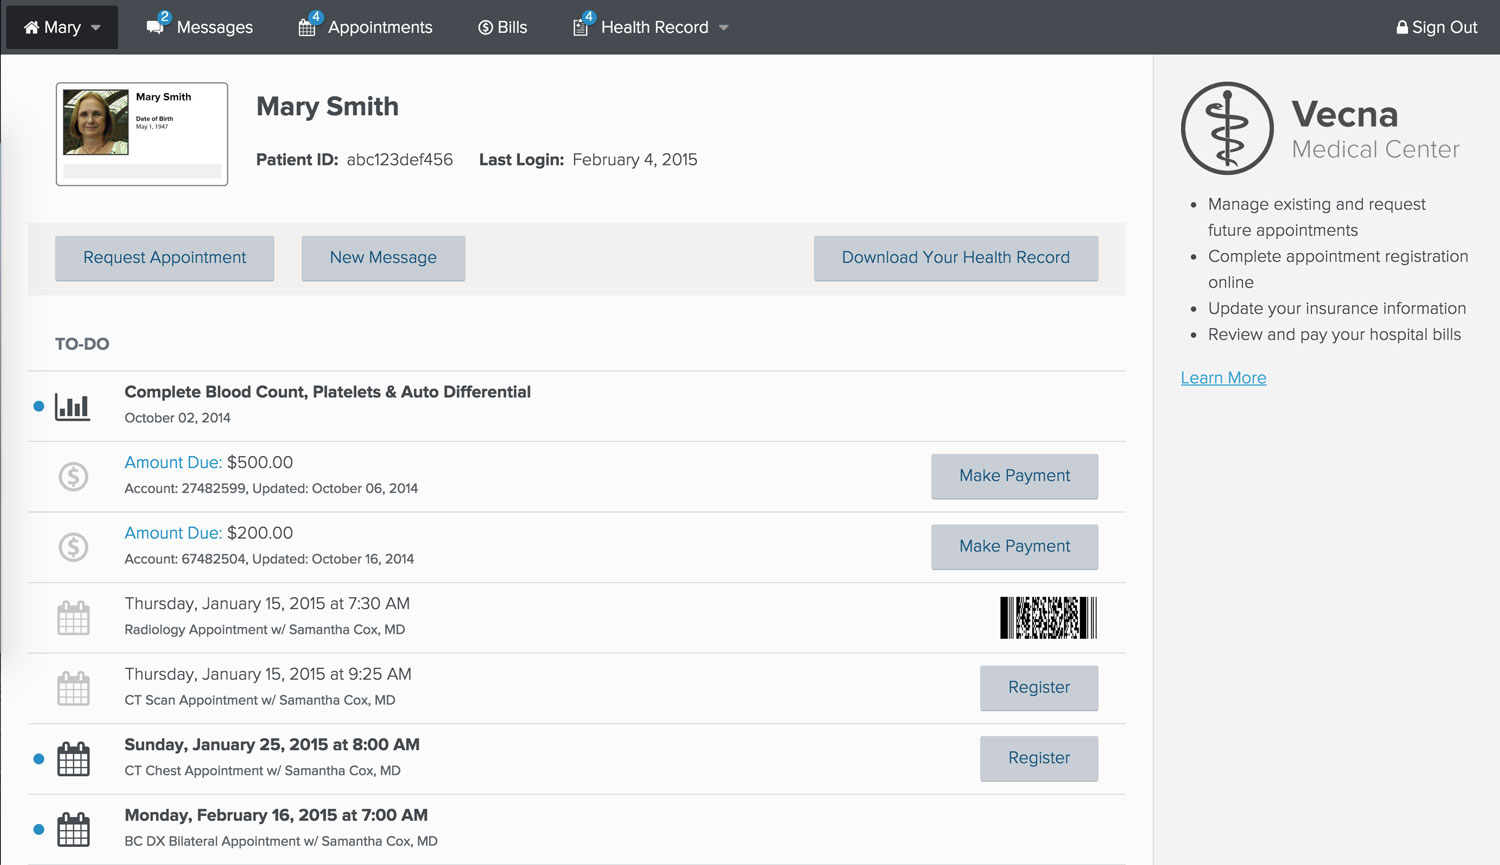 Mary
2
Messages
4
Appointments
Bills
4
Health Record
Sign Out
Mary Smith
Date of Birth
May 1, 1947
Mary Smith
Patient ID: abc123def456 Last Login: February 4, 2015
Request Appointment
New Message
Download Your Health Record
TO-DO
Complete Blood Count, Platelets & Auto Differential
October 02, 2014
Amount Due: $500.00
Account: 27482599, Updated: October 06, 2014
Make Payment
Amount Due: $200.00
Account: 67482504, Updated: October 16, 2014
Make Payment
Thursday, January 15, 2015 at 7:30 AM
Radiology Appointment w/ Samantha Cox, MD
Thursday, January 15, 2015 at 9:25 AM
CT Scan Appointment w/ Samantha Cox, MD
Register
Sunday, January 25, 2015 at 8:00 AM
CT Chest Appointment w/ Samantha Cox, MD
Register
Monday, February 16, 2015 at 7:00 AM
BC DX Bilateral Appointment w/ Samantha Cox, MD
Vecna
Medical Center
• Manage existing and request
future appointments
• Complete appointment registration
online
• Update your insurance information
• Review and pay your hospital bills
Learn More